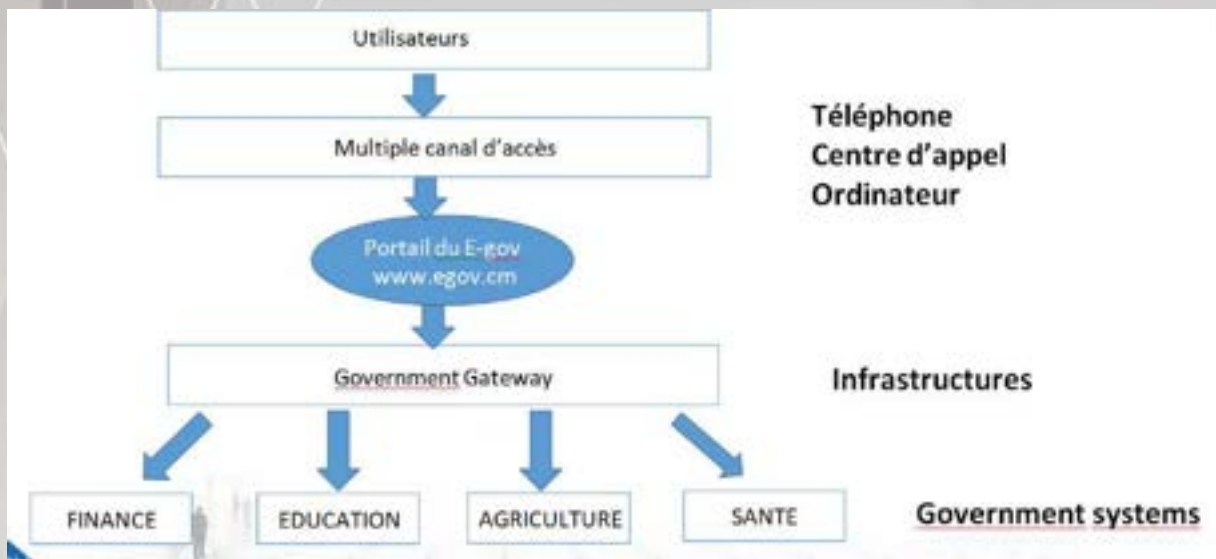 Utilisateurs
Multiple canal d'accès
Téléphone
Centre d'appel
Ordinateur
Portail du E-gov
www.egov.cm
Government Gateway
Infrastructures
FINANCE
EDUCATION
AGRICULTURE
SANTE
Government systems